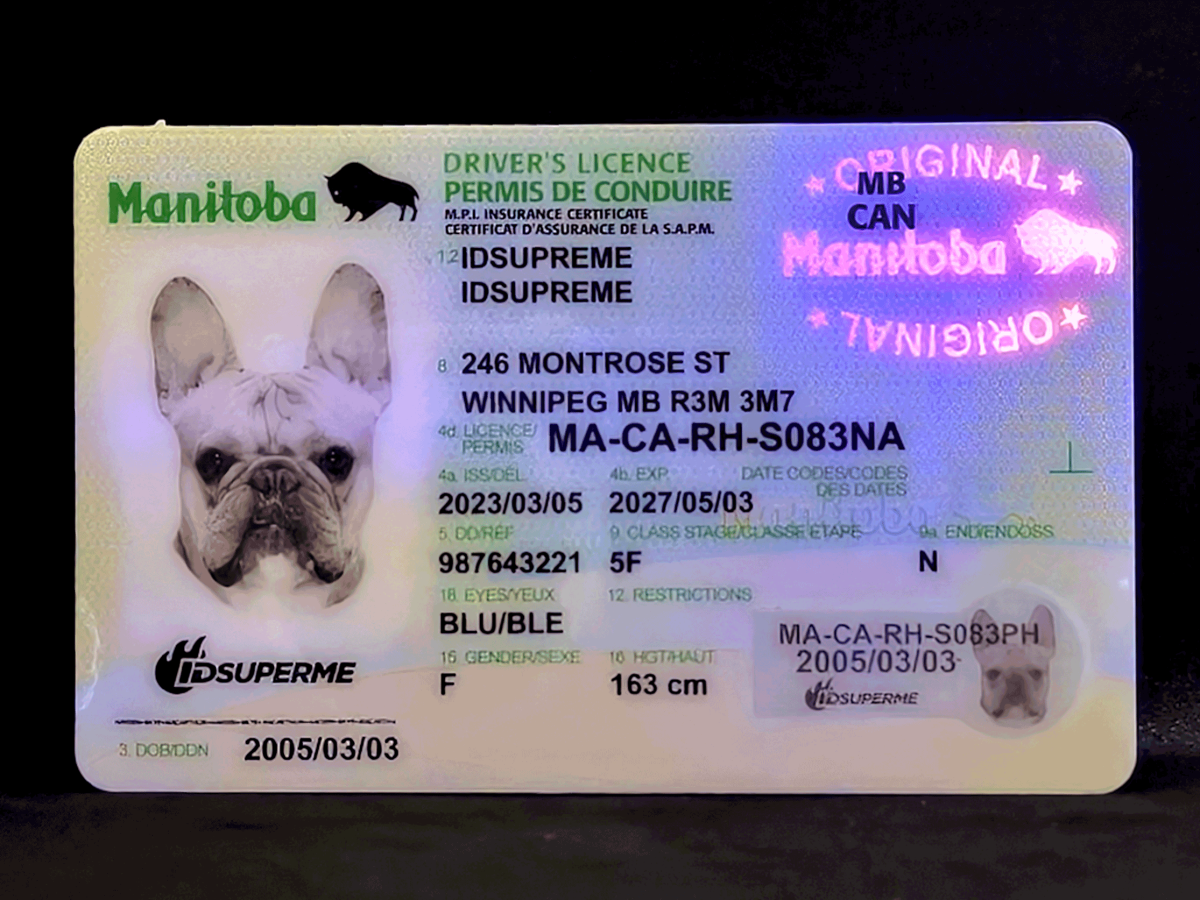 Manitoba
DRIVER'S LICENCE
PERMIS DE CONDUIRE
M.P.I. INSURANCE CERTIFICATE
CERTIFICAT D'ASSURANCE DE LA S.A.P.M.
ORIGINAL
MB
CAN
Manitoba
ORIGINAL
1,2 IDSUPREME
IDSUPREME
8 246 MONTROSE ST
WINNIPEG MB R3M 3M7
4d. LICENCE/ MA-CA-RH-S083NA
PERMIS
4a. ISS/DÉL. 4b. EXP. DATE CODES/CODES
DES DATES
2023/03/05 2027/05/03
Manitoba
5. DD/RÉF 9. CLASS STAGE/CLASSE ÉTAPE 9a. END/ENDOSS
987643221 5F N
18. EYES/YEUX 12. RESTRICTIONS
BLU/BLE
15. GENDER/SEXE 16. HGT/HAUT
F 163 cm
MA-CA-RH-S083PH
2005/03/03
IDSUPERME
IDSUPERME
3. DOB/DDN 2005/03/03